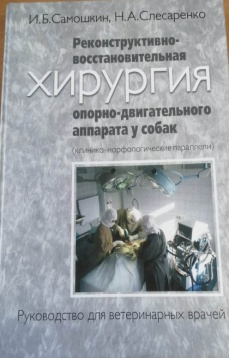 И.Б.Самошкин, Н.А.Слесаренко
Реконструктивно-
восстановительная
ХИРУРГИЯ
опорно-двигательного
аппарата у собак
(клинико-морфологические параллели)
Руководство для ветеринарных врачей